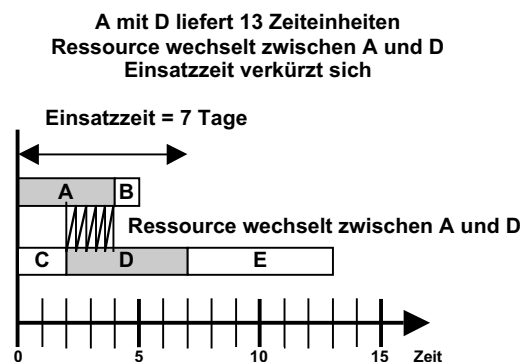 A mit D liefert 13 Zeiteinheiten
Ressource wechselt zwischen A und D
Einsatzzeit verkürzt sich
Einsatzzeit = 7 Tage
A B
Ressource wechselt zwischen A und D
C D E
0 5 10 15 Zeit